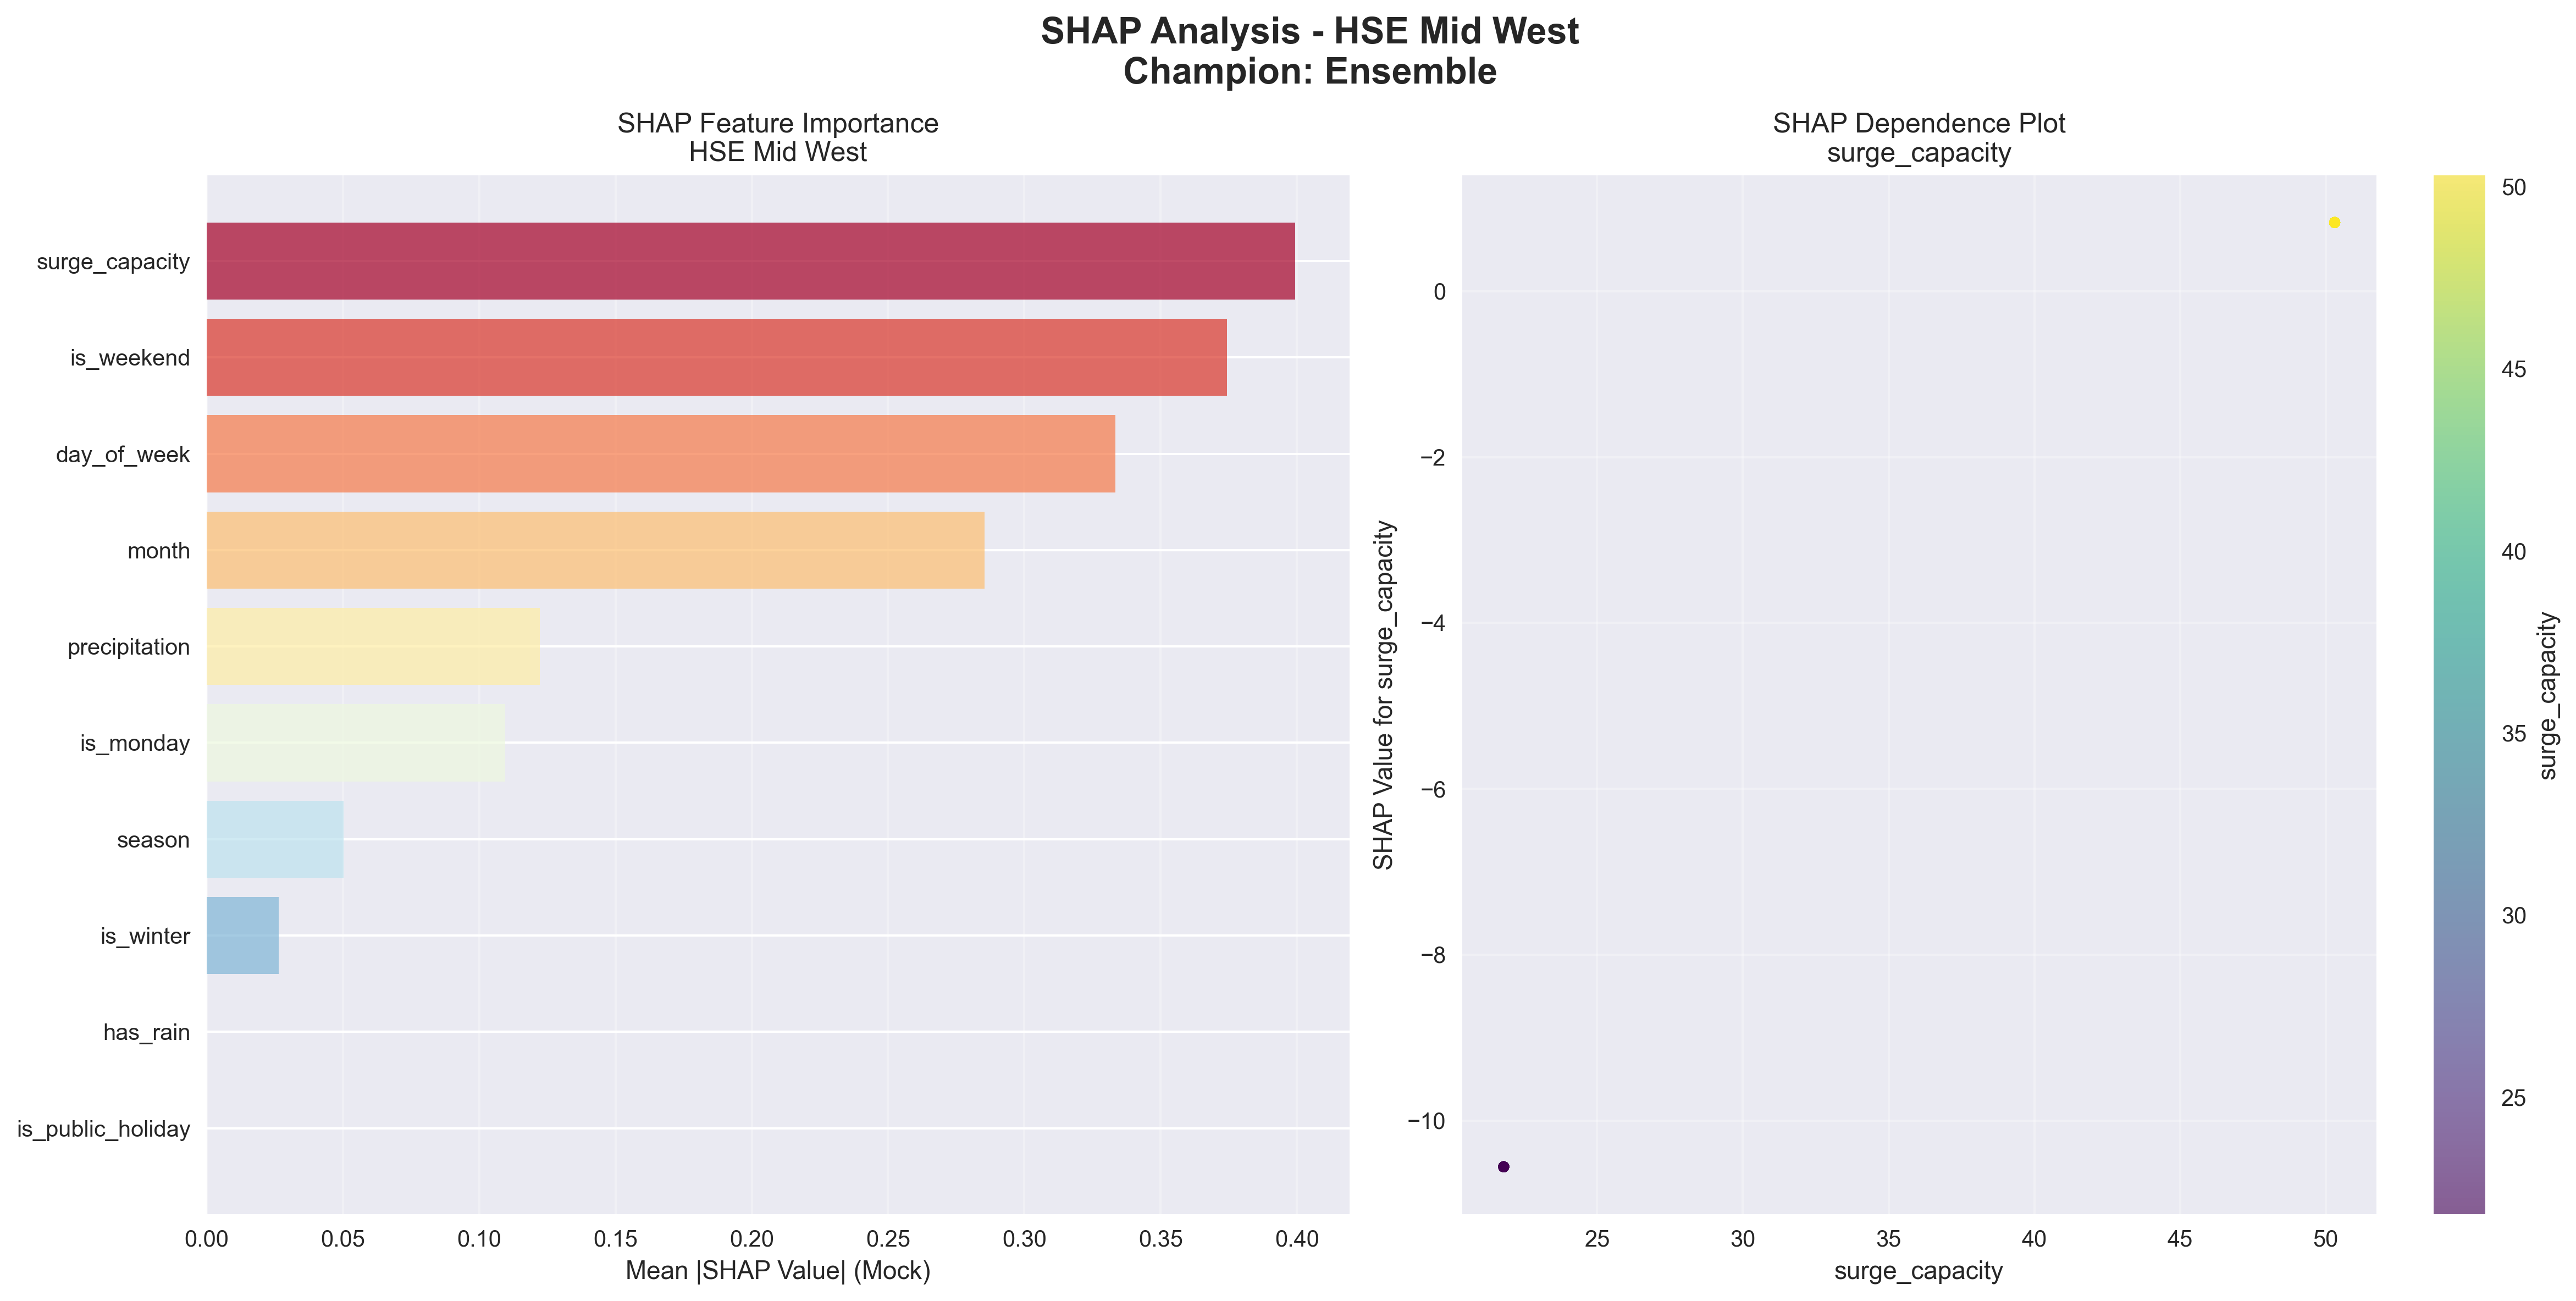 SHAP Analysis - HSE Mid West
Champion: Ensemble
SHAP Feature Importance
HSE Mid West
surge_capacity
is_weekend
day_of_week
month
precipitation
is_monday
season
is_winter
has_rain
is_public_holiday
0.00 0.05 0.10 0.15 0.20 0.25 0.30 0.35 0.40
Mean |SHAP Value| (Mock)
SHAP Dependence Plot
surge_capacity
SHAP Value for surge_capacity
0
−2
−4
−6
−8
−10
25 30 35 40 45 50
surge_capacity
50
45
40
35
30
25
surge_capacity